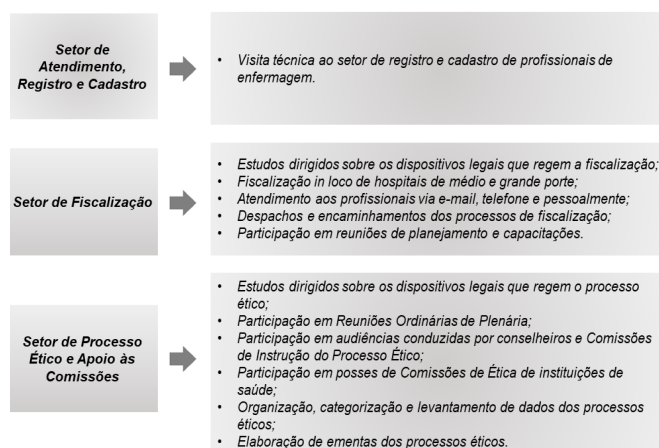 Setor de
Atendimento,
Registro e Cadastro
• Visita técnica ao setor de registro e cadastro de profissionais de
enfermagem.
Setor de Fiscalização
• Estudos dirigidos sobre os dispositivos legais que regem a fiscalização;
• Fiscalização in loco de hospitais de médio e grande porte;
• Atendimento aos profissionais via e-mail, telefone e pessoalmente;
• Despachos e encaminhamentos dos processos de fiscalização;
• Participação em reuniões de planejamento e capacitações.
Setor de Processo
Ético e Apoio às
Comissões
• Estudos dirigidos sobre os dispositivos legais que regem o processo
ético;
• Participação em Reuniões Ordinárias de Plenária;
• Participação em audiências conduzidas por conselheiros e Comissões
de Instrução do Processo Ético;
• Participação em posses de Comissões de Ética de instituições de
saúde;
• Organização, categorização e levantamento de dados dos processos
éticos;
• Elaboração de ementas dos processos éticos.